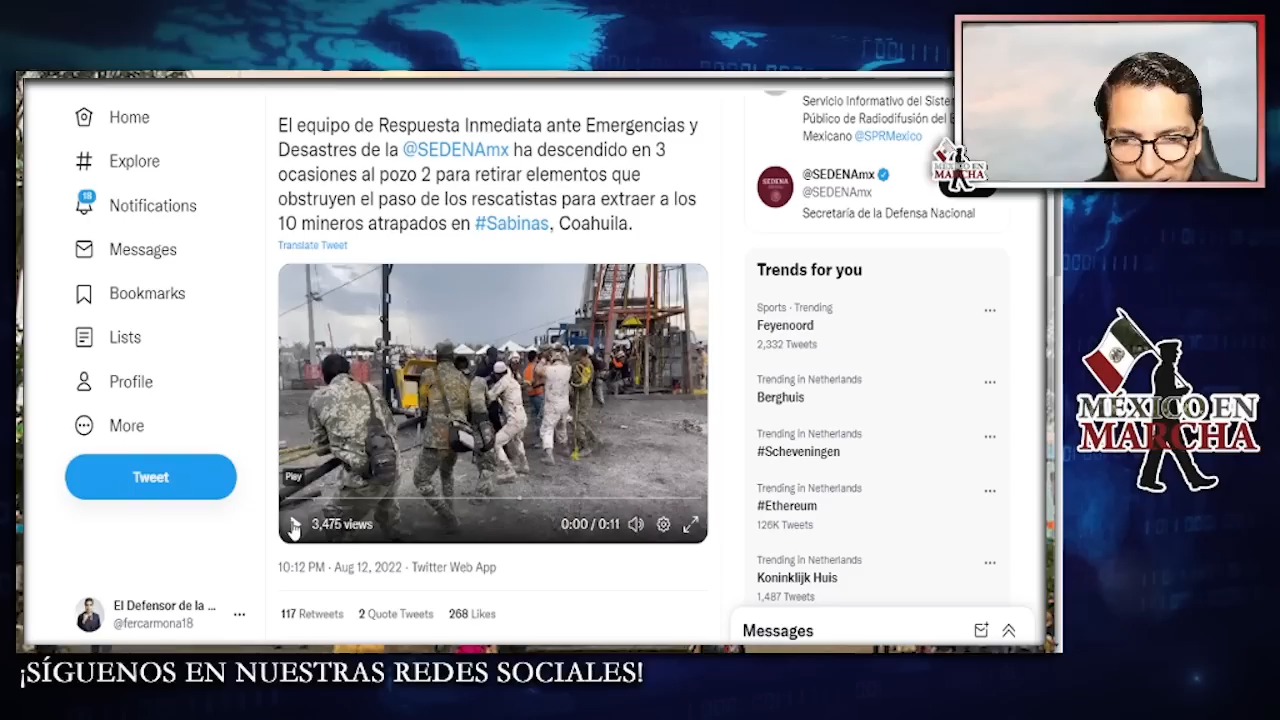 Home
Explore
18
Notifications
Messages
Bookmarks
Lists
Profile
More
Tweet
El Defensor de la ...
@fercarmona18
El equipo de Respuesta Inmediata ante Emergencias y
Desastres de la @SEDENAmx ha descendido en 3
ocasiones al pozo 2 para retirar elementos que
obstruyen el paso de los rescatistas para extraer a los
10 mineros atrapados en #Sabinas, Coahuila.
Translate Tweet
Play
3,475 views
0:00 / 0:11
10:12 PM · Aug 12, 2022 · Twitter Web App
117 Retweets 2 Quote Tweets 268 Likes
Servicio Informativo del Siste
Público de Radiodifusión del E
Mexicano @SPRMexico
SEDENA
@SEDENAmx
@SEDENAmx
Secretaría de la Defensa Nacional
Trends for you
Sports · Trending
Feyenoord
2,332 Tweets
Trending in Netherlands
Berghuis
Trending in Netherlands
#Scheveningen
Trending in Netherlands
#Ethereum
126K Tweets
Trending in Netherlands
Koninklijk Huis
1,487 Tweets
Messages
MÉXICO EN
MARCHA
MÉXICO EN
MARCHA
¡SÍGUENOS EN NUESTRAS REDES SOCIALES!